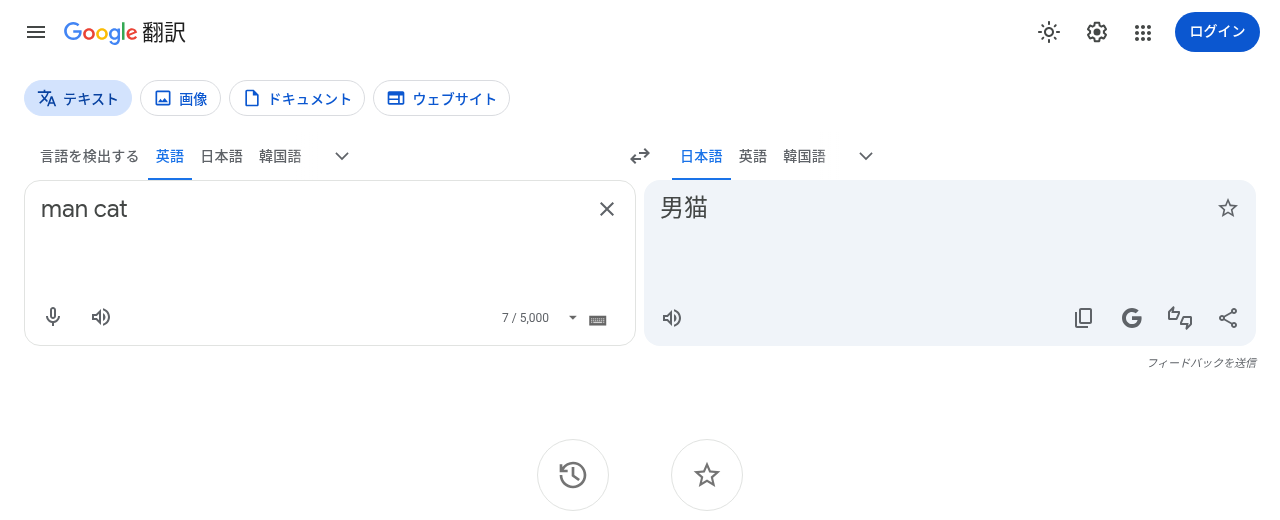 Google 翻訳
ログイン
テキスト
画像
ドキュメント
ウェブサイト
言語を検出する 英語 日本語 韓国語
日本語 英語 韓国語
man cat
男猫
7 / 5,000
フィードバックを送信